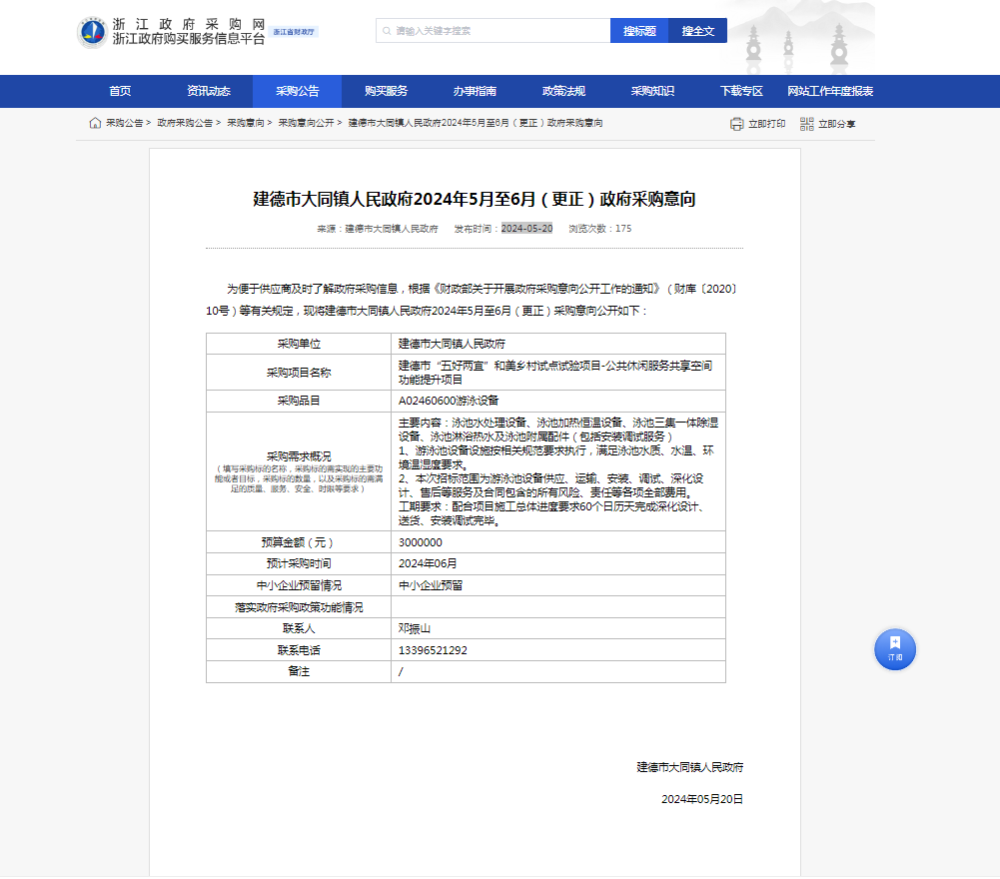 浙江政府采购网
浙江政府购买服务信息平台
浙江省财政厅
请输入关键字搜索
搜标题
搜全文
首页
资讯动态
采购公告
购买服务
办事指南
政策法规
采购知识
下载专区
网站工作年度报表
采购公告 > 政府采购公告 > 采购意向 > 采购意向公开 > 建德市大同镇人民政府2024年5月至6月（更正）政府采购意向
立即打印
立即分享
建德市大同镇人民政府2024年5月至6月（更正）政府采购意向
来源：建德市大同镇人民政府 发布时间：2024-05-20 浏览次数：175
为便于供应商及时了解政府采购信息，根据《财政部关于开展政府采购意向公开工作的通知》（财库〔2020〕
10号）等有关规定，现将建德市大同镇人民政府2024年5月至6月（更正）采购意向公开如下：
采购单位
建德市大同镇人民政府
采购项目名称
建德市“五好两宜”和美乡村试点试验项目-公共休闲服务共享空间
功能提升项目
采购品目
A02460600游泳设备
采购需求概况
（填写采购标的名称，采购标的需实现的主要功
能或者目标，采购标的数量，以及采购标的需满
足的质量、服务、安全、时限等要求）
主要内容：泳池水处理设备、泳池加热恒温设备、泳池三集一体除湿
设备、泳池淋浴热水及泳池附属配件（包括安装调试服务）
1、游泳池设备设施按相关规范要求执行，满足泳池水质、水温、环
境温湿度要求。
2、本次招标范围为游泳池设备供应、运输、安装、调试、深化设
计、售后等服务及合同包含的所有风险、责任等各项全部费用。
工期要求：配合项目施工总体进度要求60个日历天完成深化设计、
送货、安装调试完毕。
预算金额（元）
3000000
预计采购时间
2024年06月
中小企业预留情况
中小企业预留
落实政府采购政策功能情况
联系人
邓振山
联系电话
13396521292
备注
/
订阅
建德市大同镇人民政府
2024年05月20日